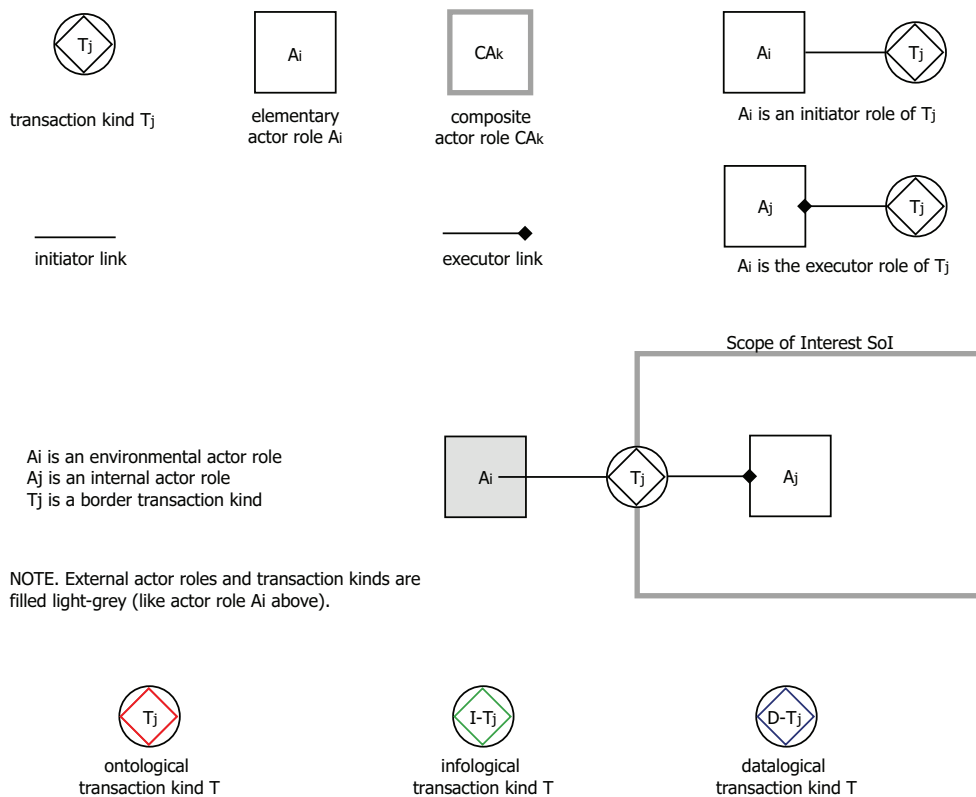 Tj
Ai
CAk
Ai
Tj
transaction kind Tj
elementary
actor role Ai
composite
actor role CAk
Ai is an initiator role of Tj
Aj
Tj
initiator link
executor link
Ai is the executor role of Tj
Scope of Interest SoI
Ai is an environmental actor role
Aj is an internal actor role
Tj is a border transaction kind
Ai
Tj
Aj
NOTE. External actor roles and transaction kinds are
filled light-grey (like actor role Ai above).
Tj
I-Tj
D-Tj
ontological
transaction kind T
infological
transaction kind T
datalogical
transaction kind T